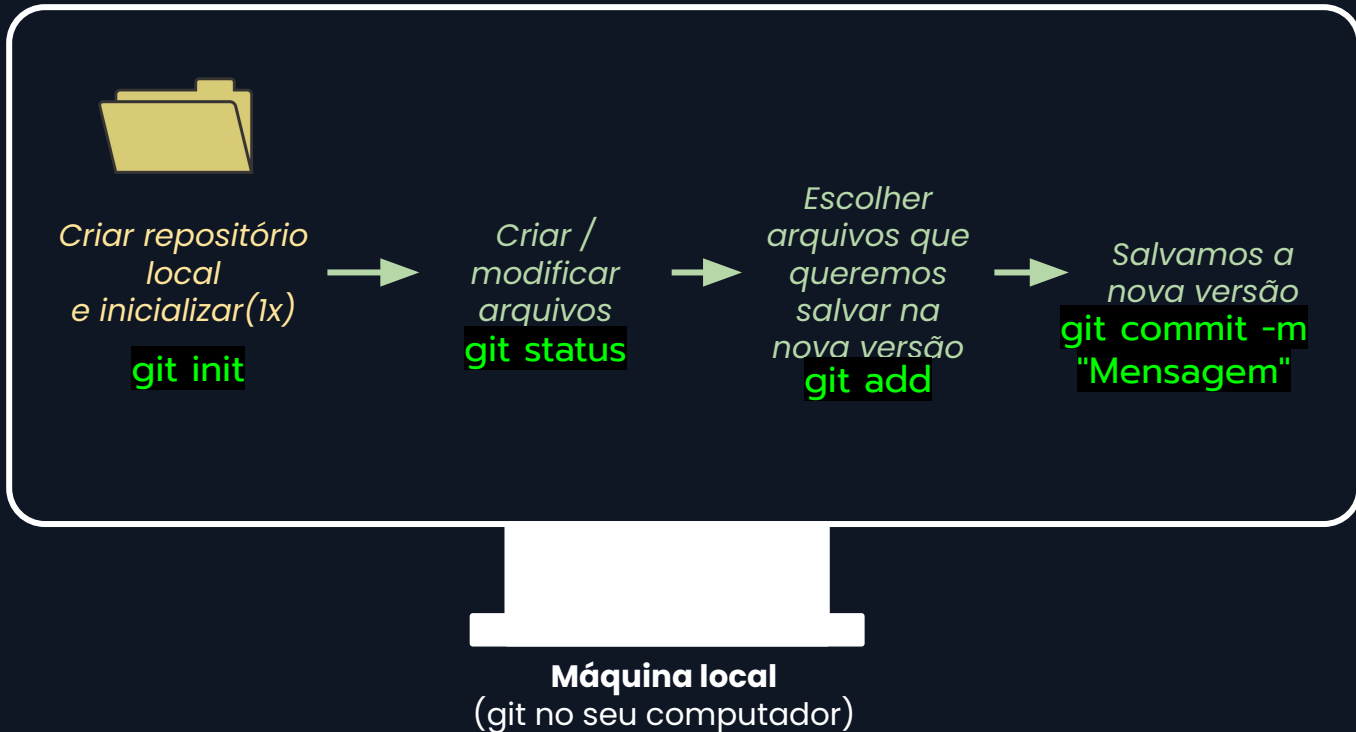 Criar repositório
local
e inicializar(1x)
git init
Criar /
modificar
arquivos
git status
Escolher
arquivos que
queremos
salvar na
nova versão
git add
Salvamos a
nova versão
git commit -m
"Mensagem"
Máquina local
(git no seu computador)